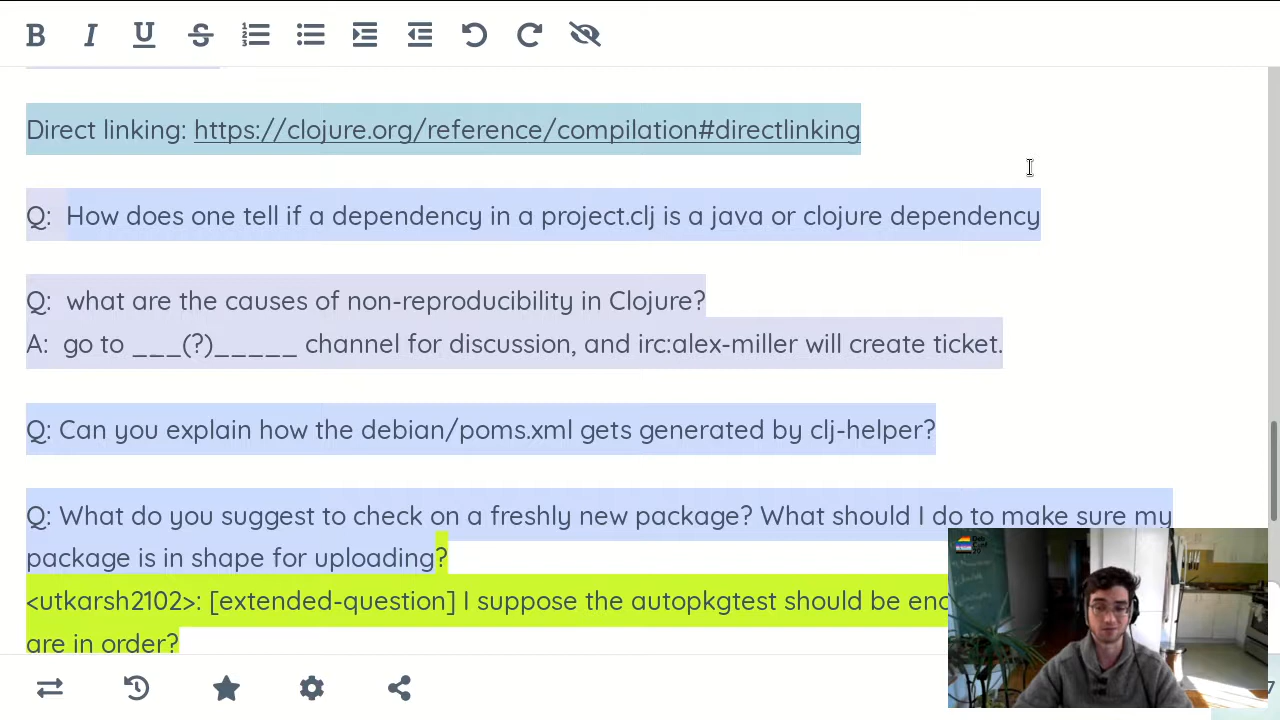 Direct linking: https://clojure.org/reference/compilation#directlinking
Q:  How does one tell if a dependency in a project.clj is a java or clojure dependency
Q:  what are the causes of non-reproducibility in Clojure?
A:  go to ___(?)_____ channel for discussion, and irc:alex-miller will create ticket.
Q: Can you explain how the debian/poms.xml gets generated by clj-helper?
Q: What do you suggest to check on a freshly new package? What should I do to make sure my
package is in shape for uploading?
<utkarsh2102>: [extended-question] I suppose the autopkgtest should be
are in order?
7